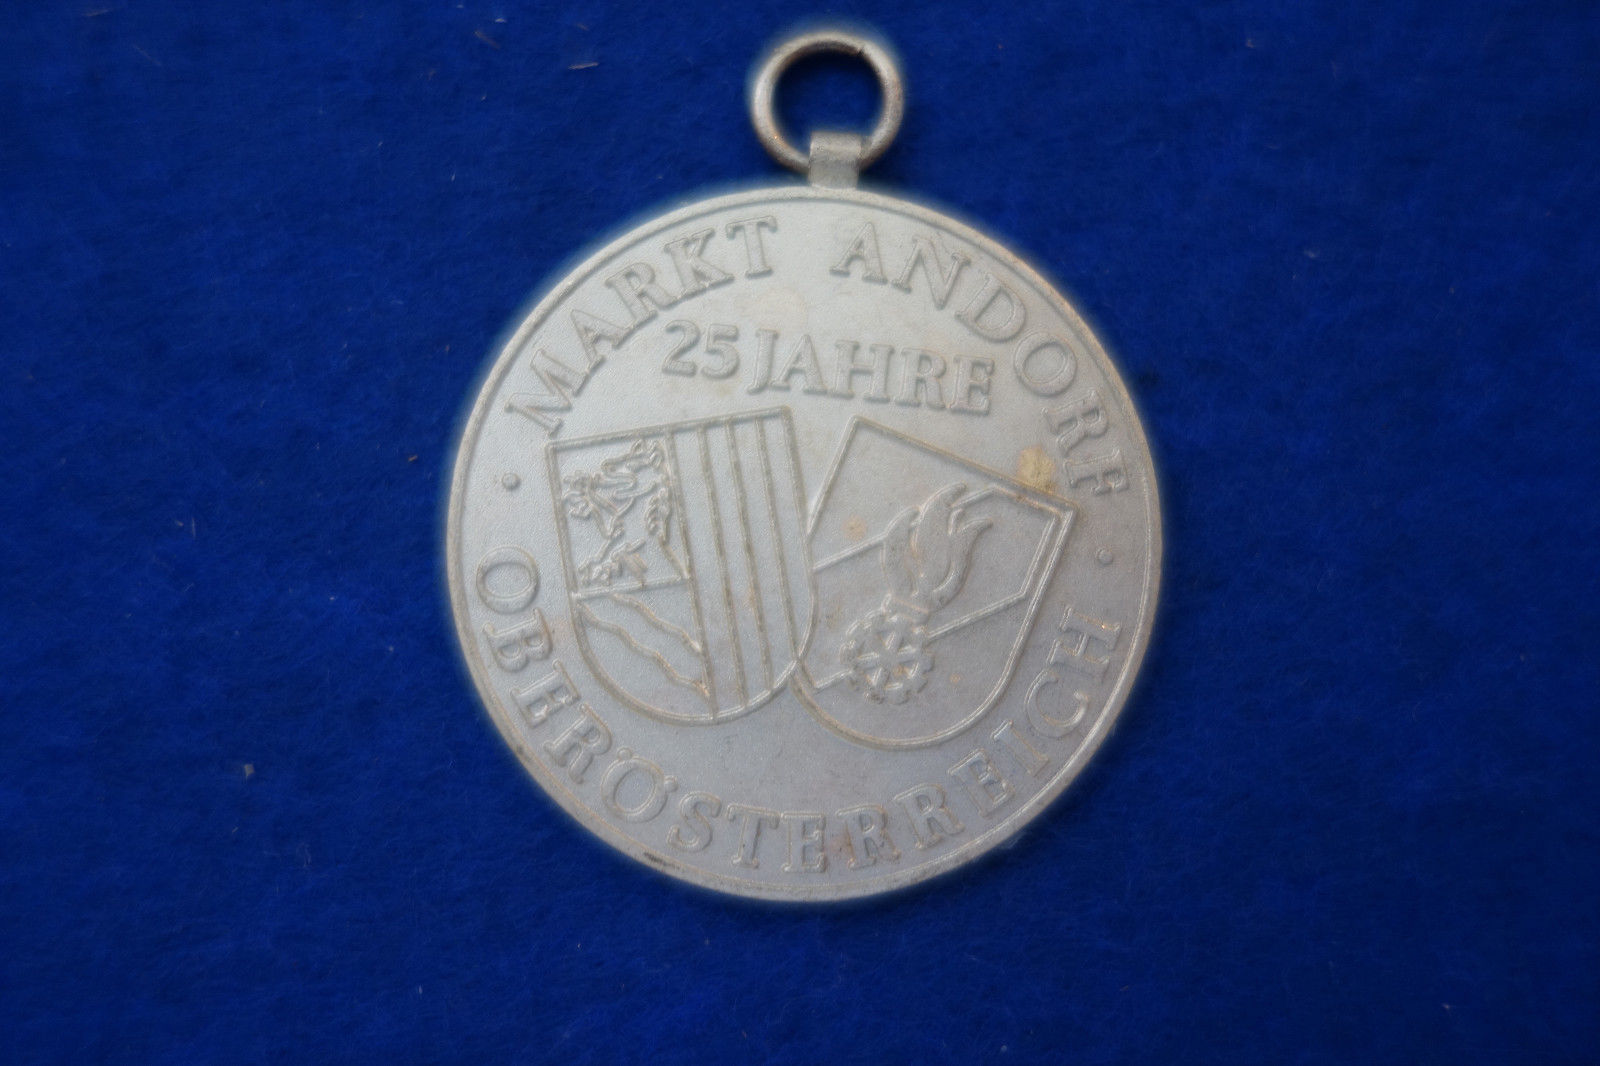 MARKT ANDORF
25 JAHRE
· OBERÖSTERREICH ·